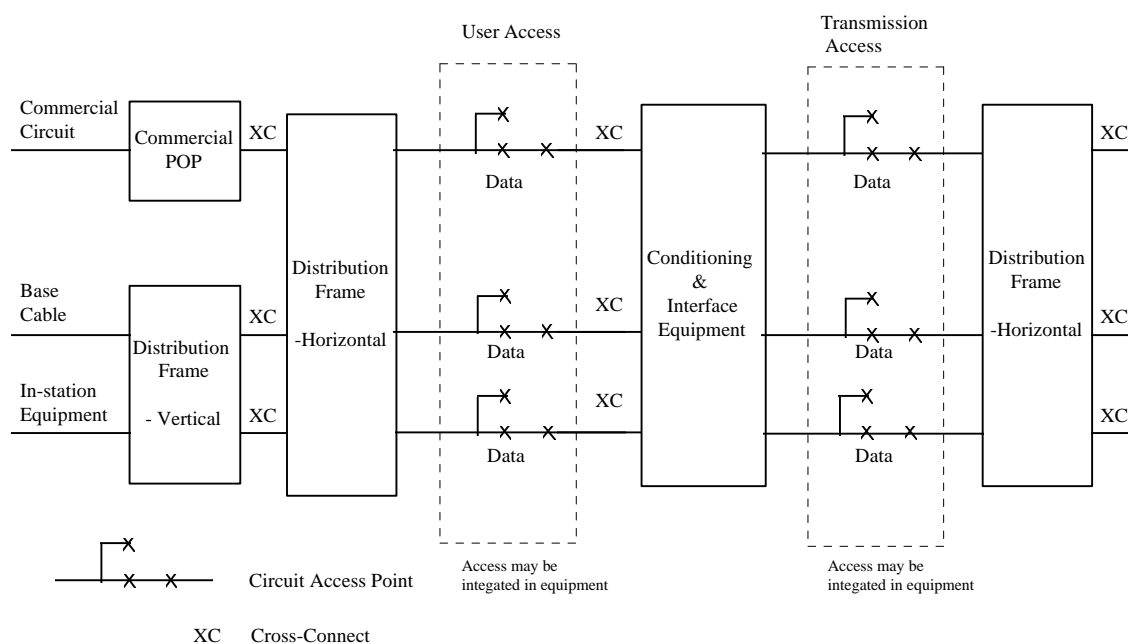 User Access
Transmission
Access
Commercial
Circuit
Commercial
POP
XC
XC
XC
Data
Data
Base
Cable
Distribution
Frame
-Horizontal
Conditioning
&
Interface
Equipment
Distribution
Frame
-Horizontal
XC
XC
XC
Data
Data
Distribution
Frame
- Vertical
In-station
Equipment
XC
XC
XC
Data
Data
Access may be
integated in equipment
Access may be
integated in equipment
Circuit Access Point
XC Cross-Connect